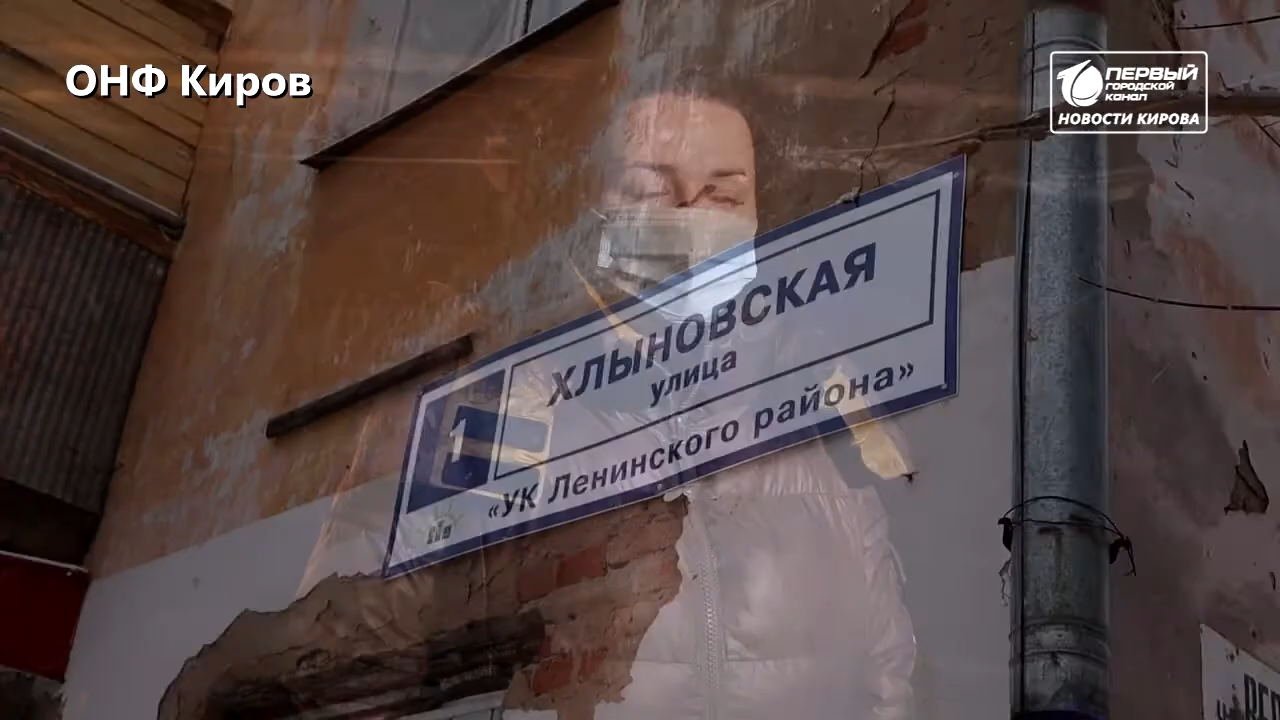 ОНФ Киров
ПЕРВЫЙ
ГОРОДСКОЙ
КАНАЛ
НОВОСТИ КИРОВА
ХЛЫНОВСКАЯ
улица
1
«УК Ленинского района»